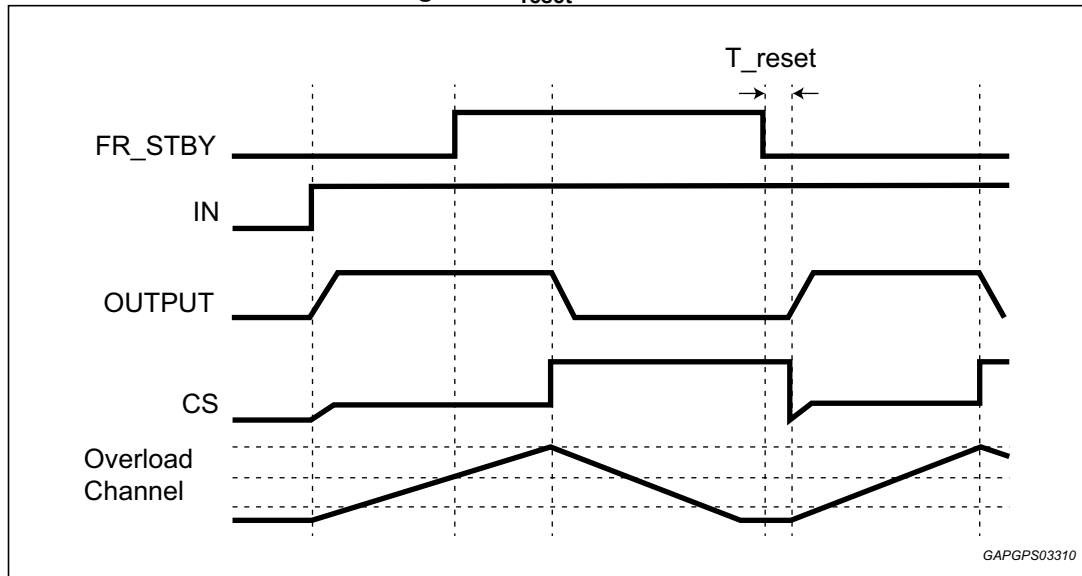 T_reset
FR_STBY
IN
OUTPUT
CS
Overload
Channel
GAPGPS03310